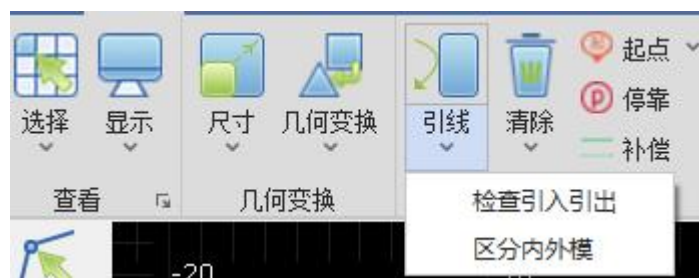 选择
显示
尺寸
几何变换
引线
清除
起点
停靠
补偿
查看
几何变换
检查引入引出
区分内外模
-20